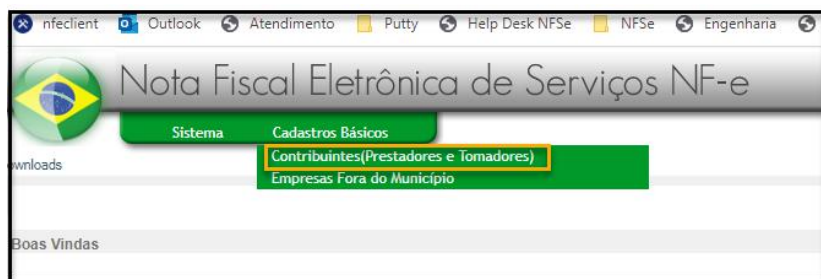 nfeclient Outlook Atendimento Putty Help Desk NFSe NFSe Engenharia
Nota Fiscal Eletrônica de Serviços NF-e
Sistema Cadastros Básicos
Contribuintes(Prestadores e Tomadores)
ownloads
Empresas Fora do Município
Boas Vindas